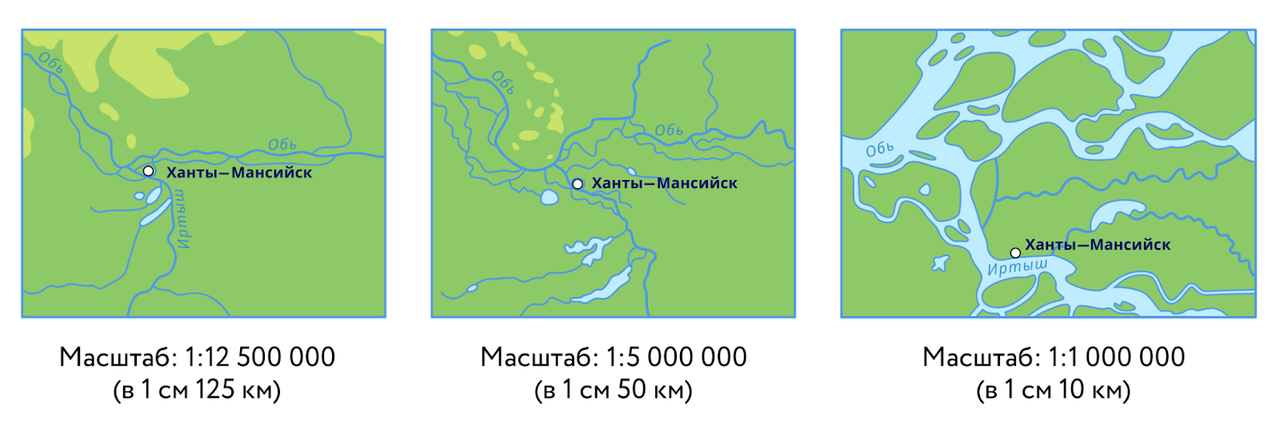 Обь
Обь
Ханты–Мансийск
Иртыш
Масштаб: 1:12 500 000
(в 1 см 125 км)
Обь
Обь
Ханты–Мансийск
Масштаб: 1:5 000 000
(в 1 см 50 км)
Обь
Ханты–Мансийск
Иртыш
Масштаб: 1:1 000 000
(в 1 см 10 км)